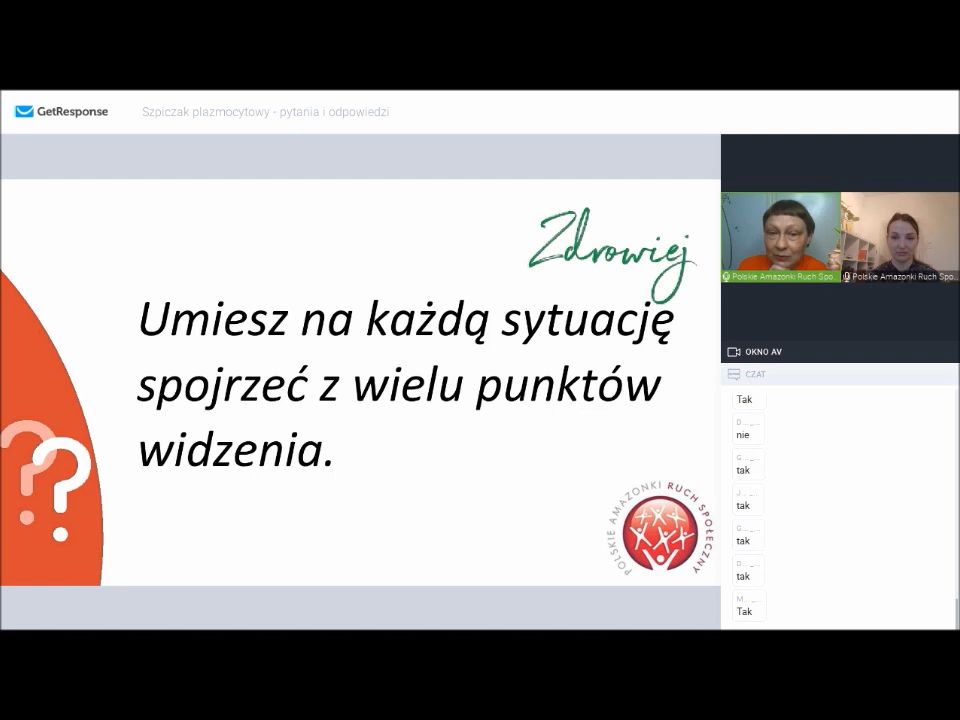 GetResponse
Szpiczak plazmocytowy - pytania i odpowiedzi
Zdrowiej
Umiesz na każdą sytuację
spojrzeć z wielu punktów
widzenia.
POLSKIE AMAZONKI RUCH SPOŁECZNY
Polskie Amazonki Ruch Spo...
Polskie Amazonki Ruch Spo...
OKNO AV
CZAT
Tak
D... _...
nie
G... _...
tak
J... _...
tak
G... _...
tak
D... _...
tak
M... _...
Tak